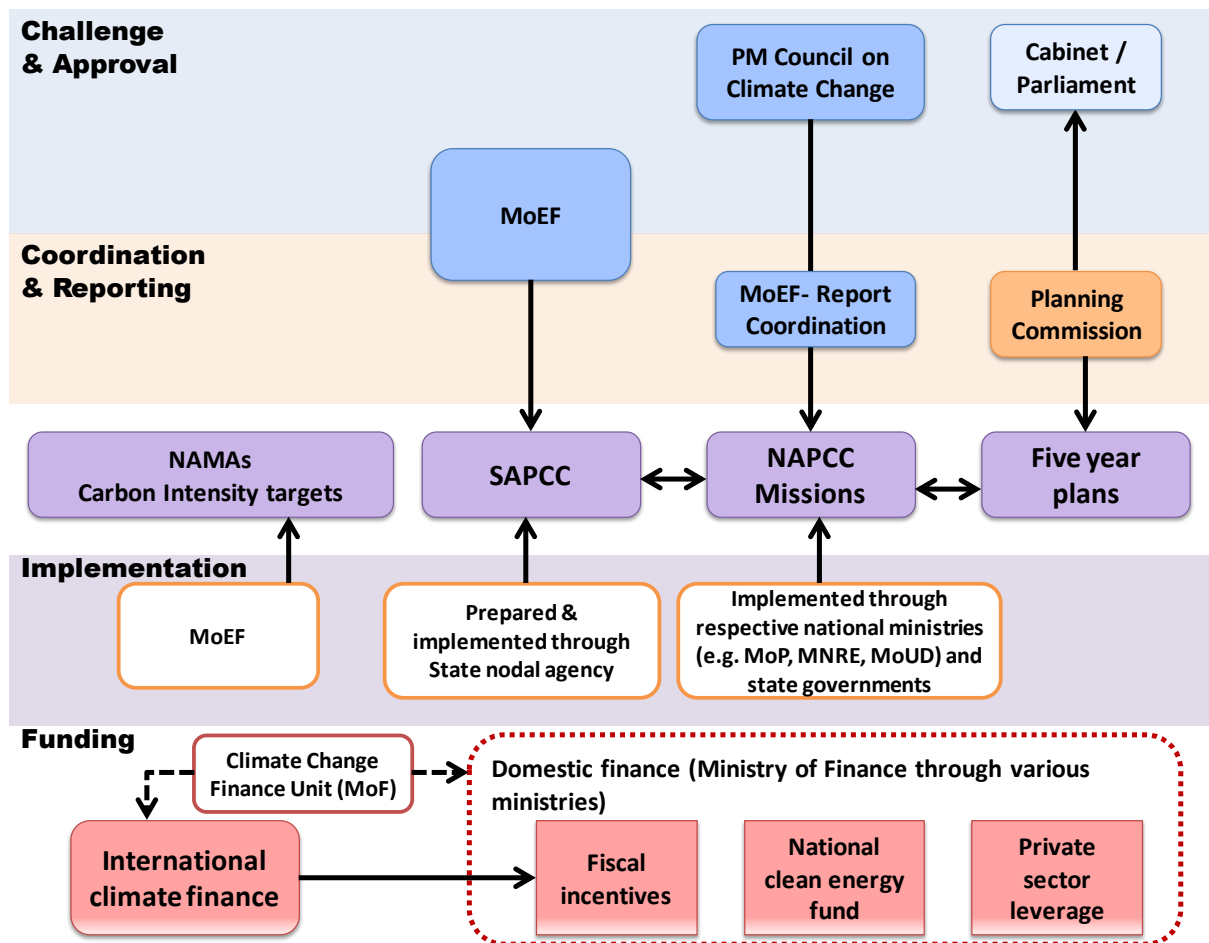 Challenge
& Approval
PM Council on
Climate Change
Cabinet /
Parliament
MoEF
Coordination
& Reporting
MoEF- Report
Coordination
Planning
Commission
NAMAs
Carbon Intensity targets
SAPCC
NAPCC
Missions
Five year
plans
Implementation
MoEF
Prepared &
implemented through
State nodal agency
Implemented through
respective national ministries
(e.g. MoP, MNRE, MoUD) and
state governments
Funding
Climate Change
Finance Unit (MoF)
Domestic finance (Ministry of Finance through various
ministries)
International
climate finance
Fiscal
incentives
National
clean energy
fund
Private
sector
leverage